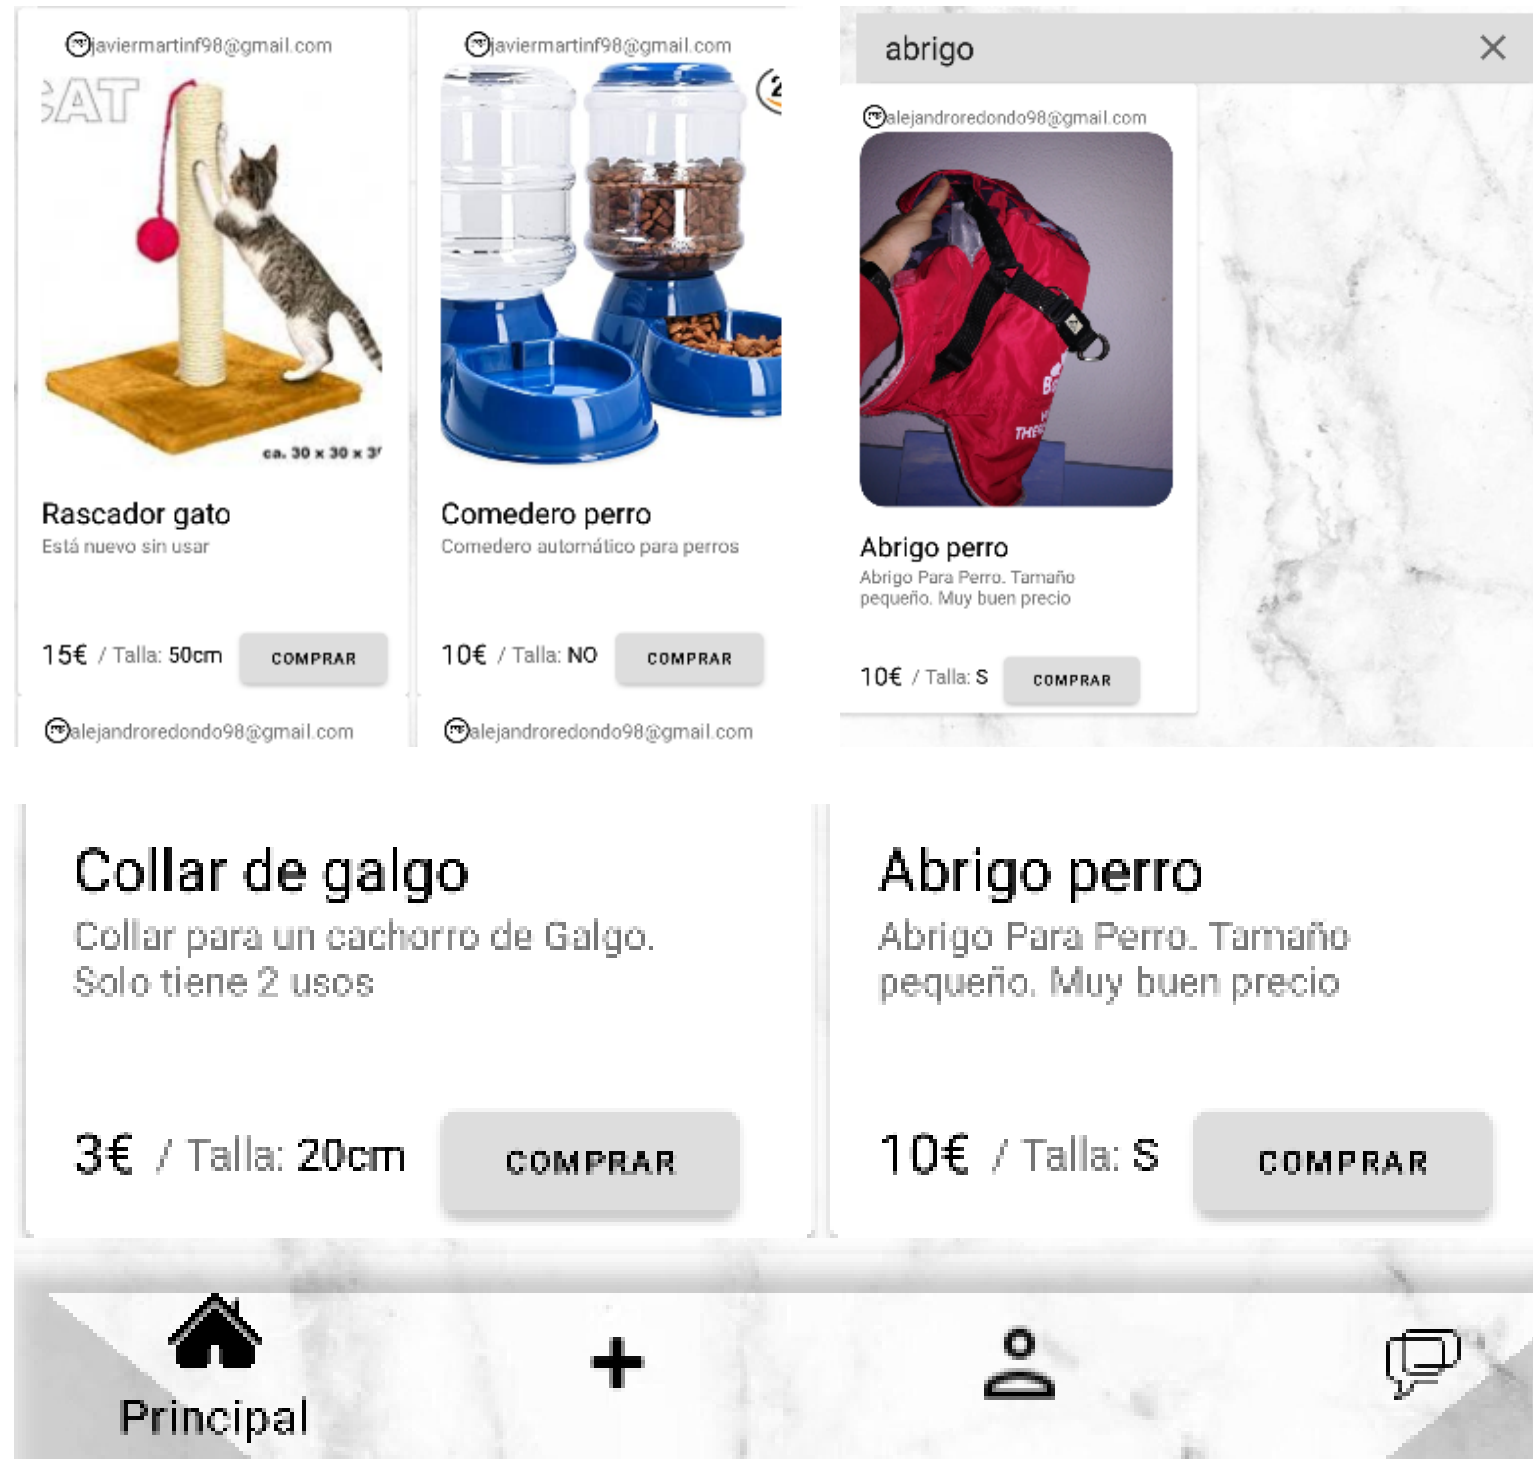 javiermartinf98@gmail.com
CAT
ca. 30 x 30 x 3
Rascador gato
Está nuevo sin usar
15€ / Talla: 50cm
COMPRAR
alejandroredondo98@gmail.com
javiermartinf98@gmail.com
2
Comedero perro
Comedero automático para perros
10€ / Talla: NO
COMPRAR
alejandroredondo98@gmail.com
abrigo
alejandroredondo98@gmail.com
Abrigo perro
Abrigo Para Perro. Tamaño
pequeño. Muy buen precio
10€ / Talla: S
COMPRAR
Collar de galgo
Collar para un cachorro de Galgo.
Solo tiene 2 usos
3€ / Talla: 20cm
COMPRAR
Abrigo perro
Abrigo Para Perro. Tamaño
pequeño. Muy buen precio
10€ / Talla: S
COMPRAR
Principal